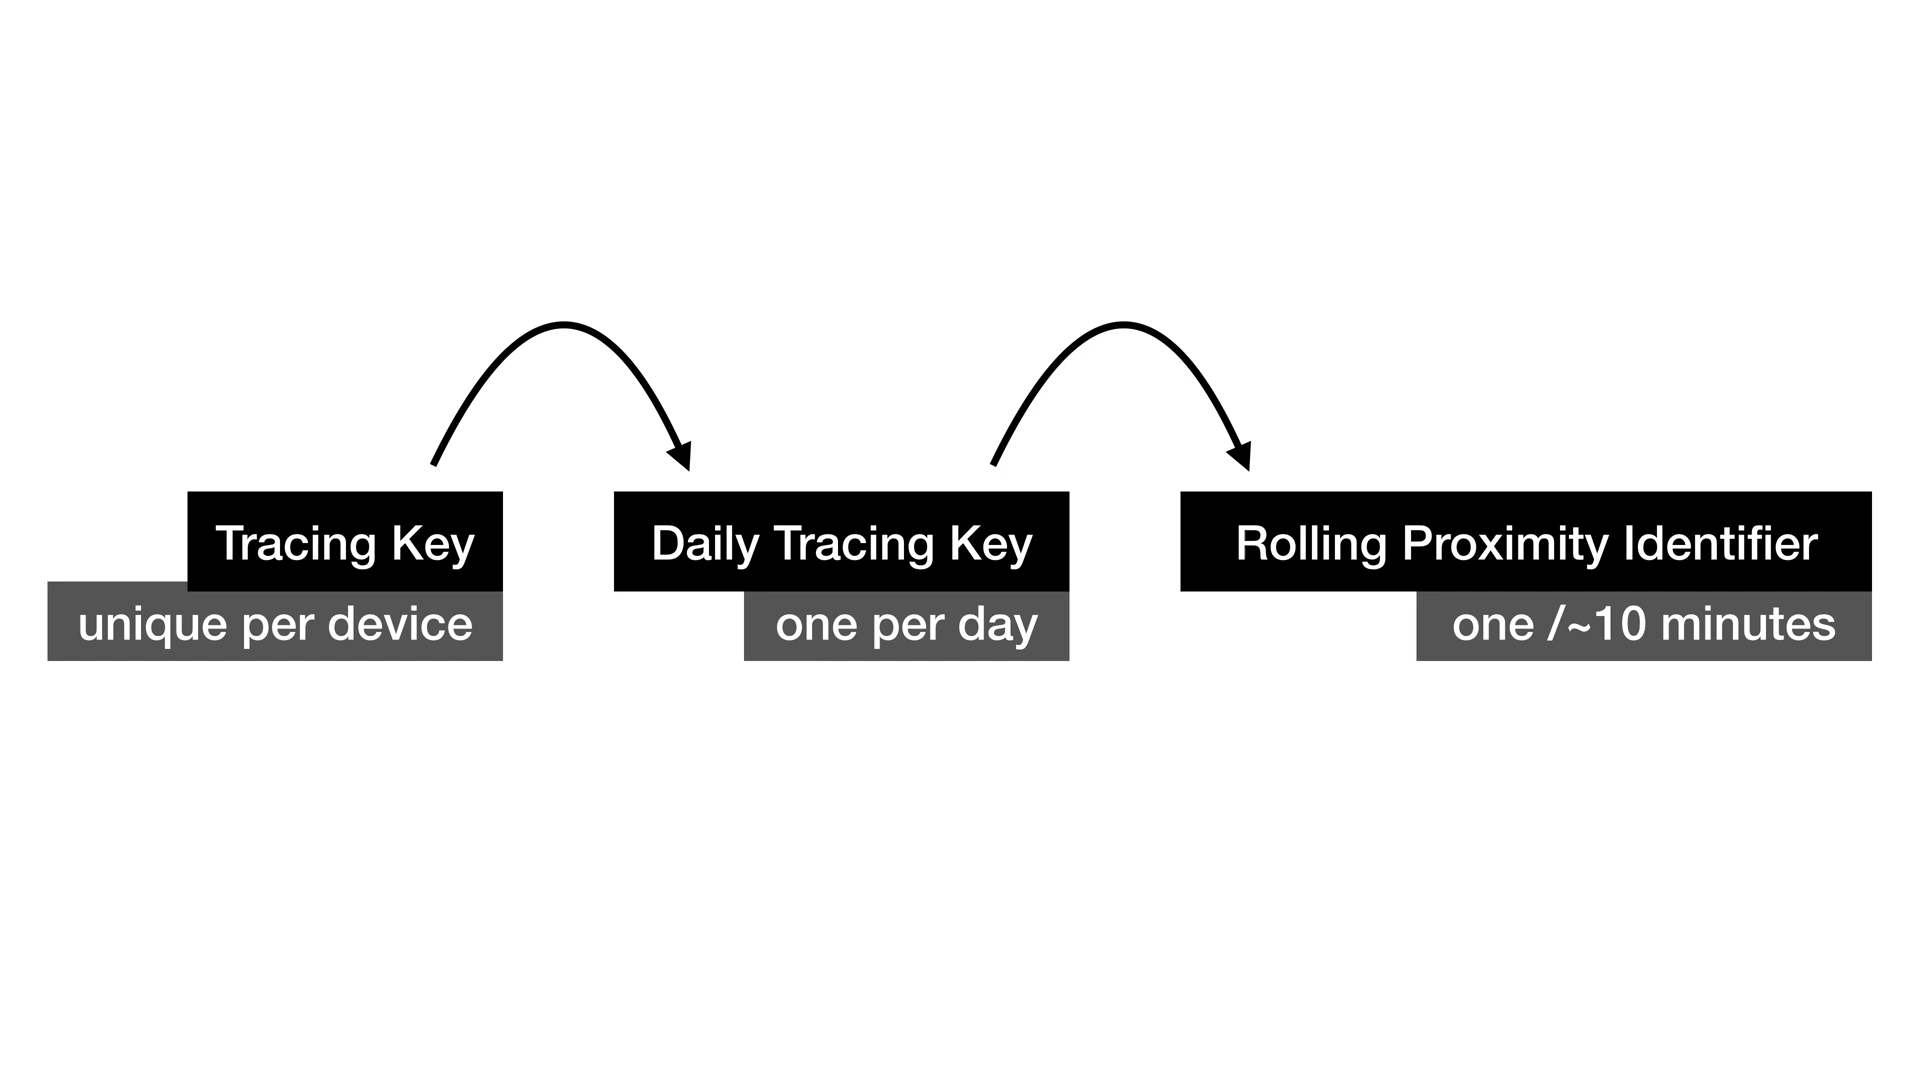 Tracing Key
unique per device
Daily Tracing Key
one per day
Rolling Proximity Identifier
one /~10 minutes